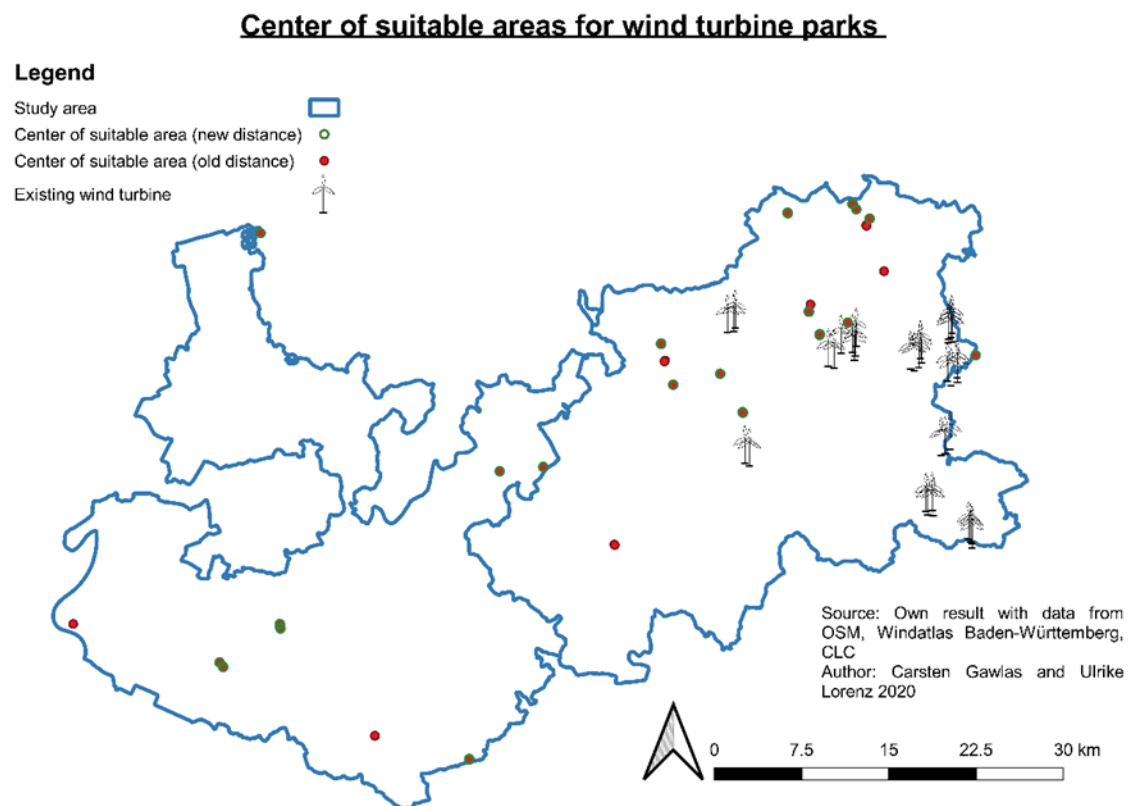 Center of suitable areas for wind turbine parks
Legend
Study area
Center of suitable area (new distance)
Center of suitable area (old distance)
Existing wind turbine
Source: Own result with data from
OSM, Windatlas Baden-Württemberg,
CLC
Author: Carsten Gawlas and Ulrike
Lorenz 2020
0 7.5 15 22.5 30 km